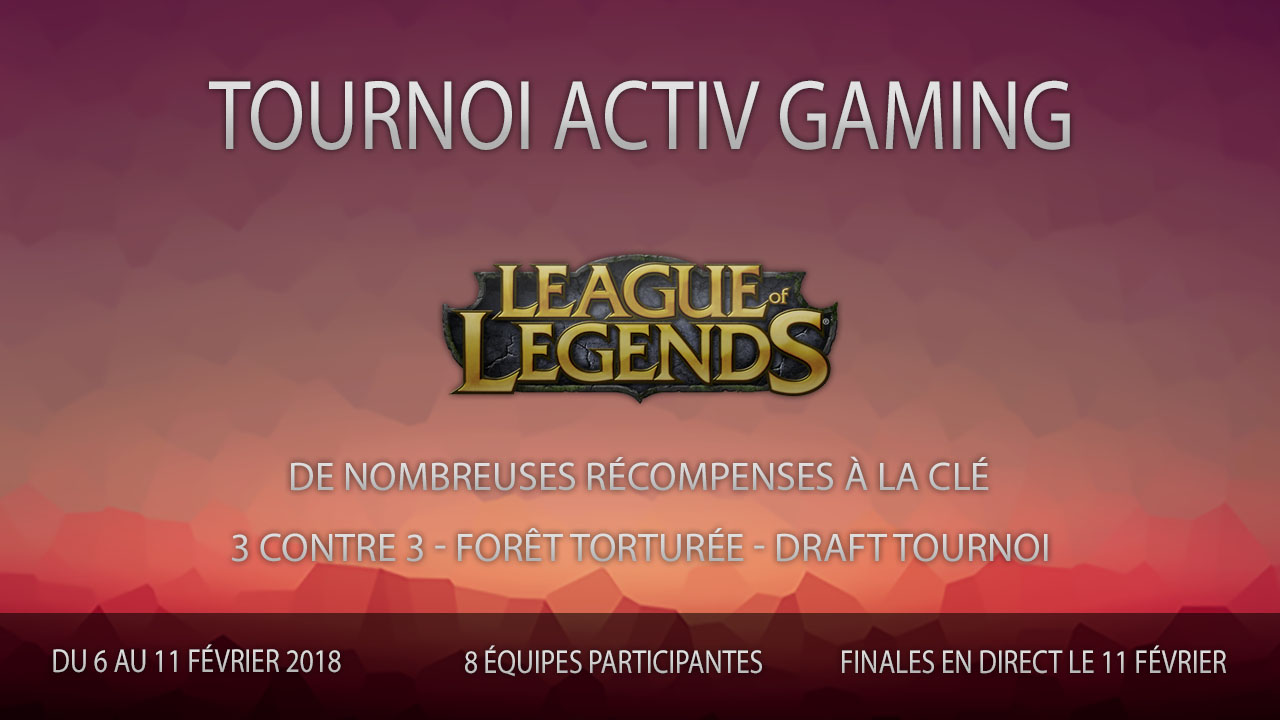 TOURNOI ACTIV GAMING
LEAGUE of
LEGENDS®
DE NOMBREUSES RÉCOMPENSES À LA CLÉ
3 CONTRE 3 - FORÊT TORTURÉE - DRAFT TOURNOI
DU 6 AU 11 FÉVRIER 2018
8 ÉQUIPES PARTICIPANTES
FINALES EN DIRECT LE 11 FÉVRIER